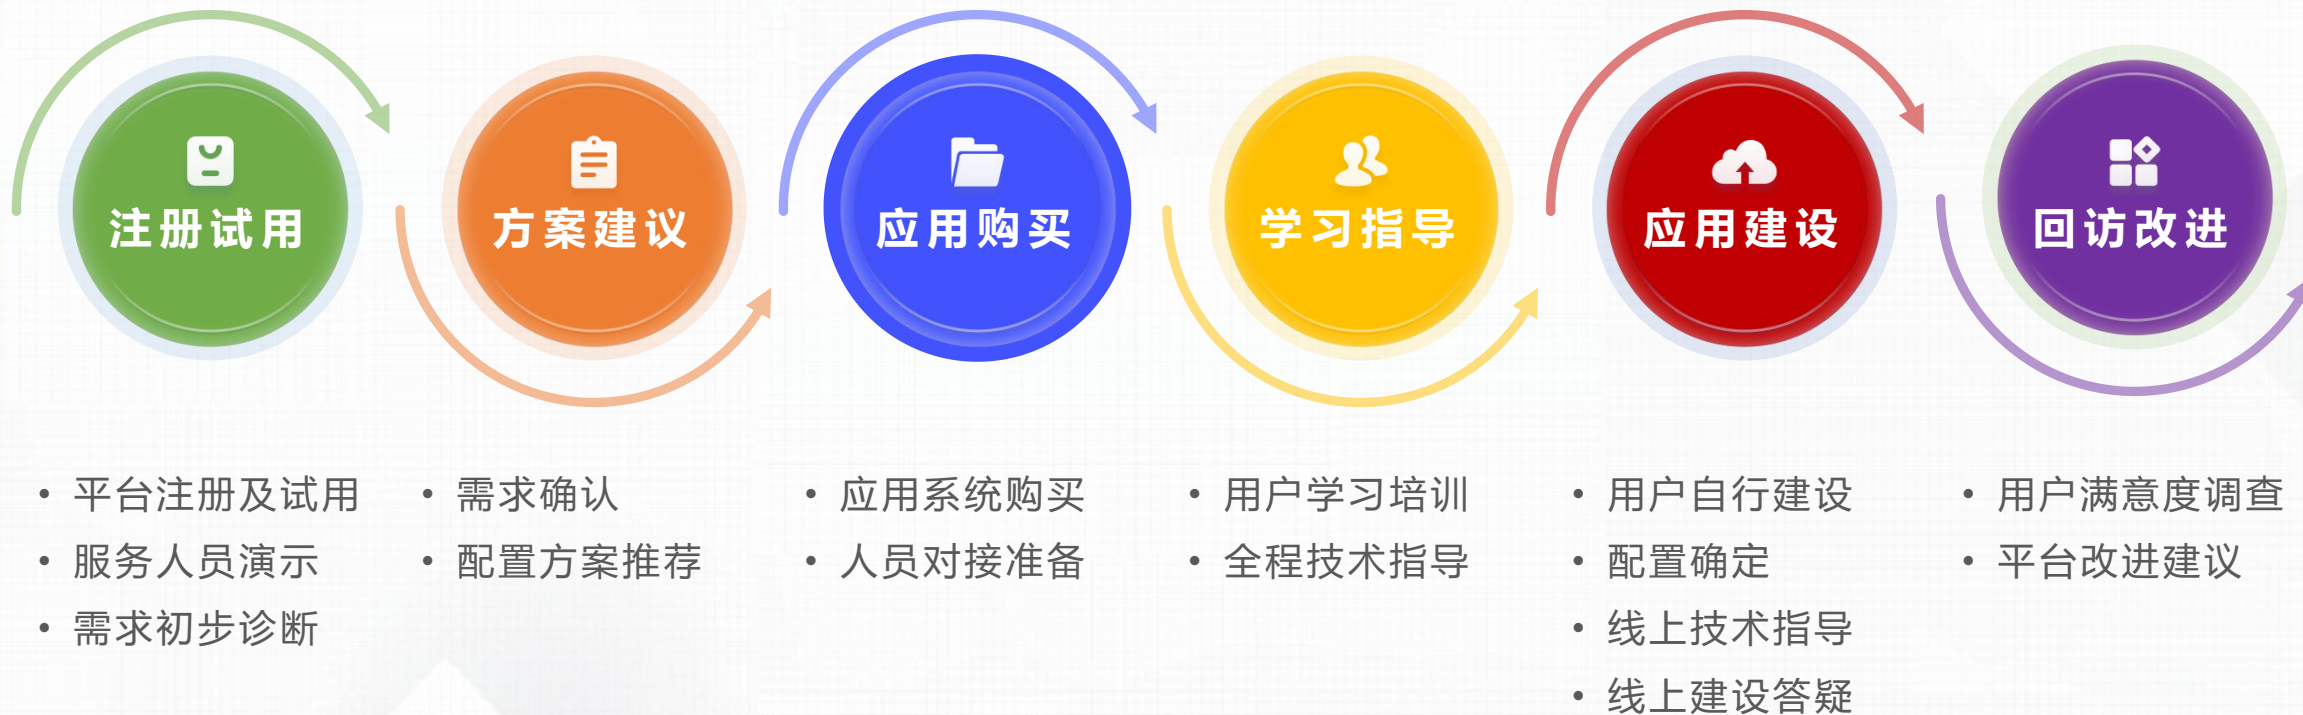 注册试用
方案建议
应用购买
学习指导
应用建设
回访改进
• 平台注册及试用
• 服务人员演示
• 需求初步诊断
• 需求确认
• 配置方案推荐
• 应用系统购买
• 人员对接准备
• 用户学习培训
• 全程技术指导
• 用户自行建设
• 配置确定
• 线上技术指导
• 线上建设答疑
• 用户满意度调查
• 平台改进建议